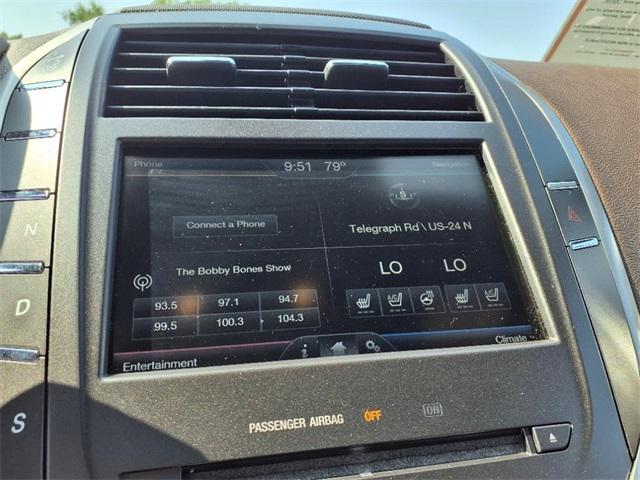 Phone 9:51 79° Navigation
S
Connect a Phone
Telegraph Rd \ US-24 N
The Bobby Bones Show
LO LO
93.5 97.1 94.7
A/C A/C
99.5 100.3 104.3
Entertainment i Climate
N
D
S
PASSENGER AIRBAG OFF ON